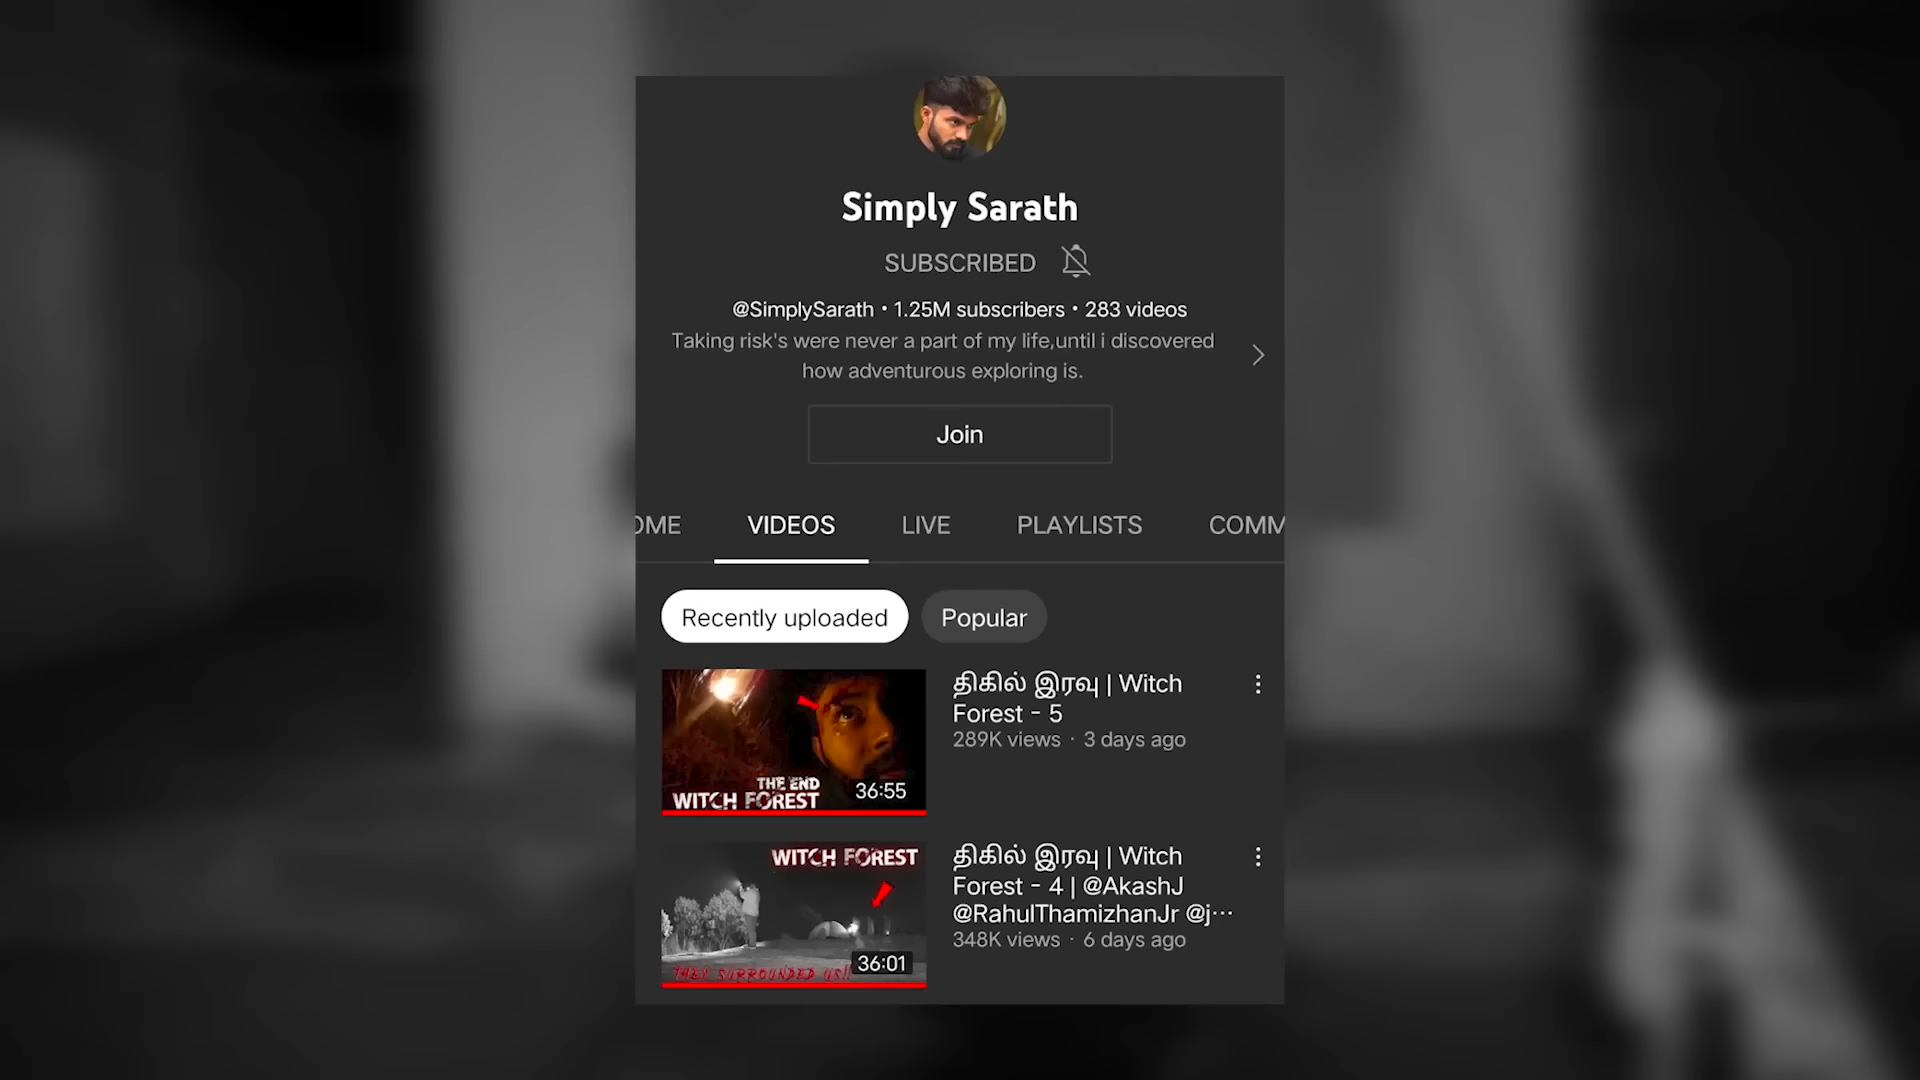 Simply Sarath
SUBSCRIBED
@SimplySarath • 1.25M subscribers • 283 videos
Taking risk's were never a part of my life,until i discovered
how adventurous exploring is.
Join
OME VIDEOS LIVE PLAYLISTS COMM
Recently uploaded Popular
THE END
WITCH FOREST
36:55
திகில் இரவு | Witch
Forest - 5
289K views · 3 days ago
WITCH FOREST
THEY SURROUNDED US!!
36:01
திகில் இரவு | Witch
Forest - 4 | @AkashJ
@RahulThamizhanJr @j...
348K views · 6 days ago